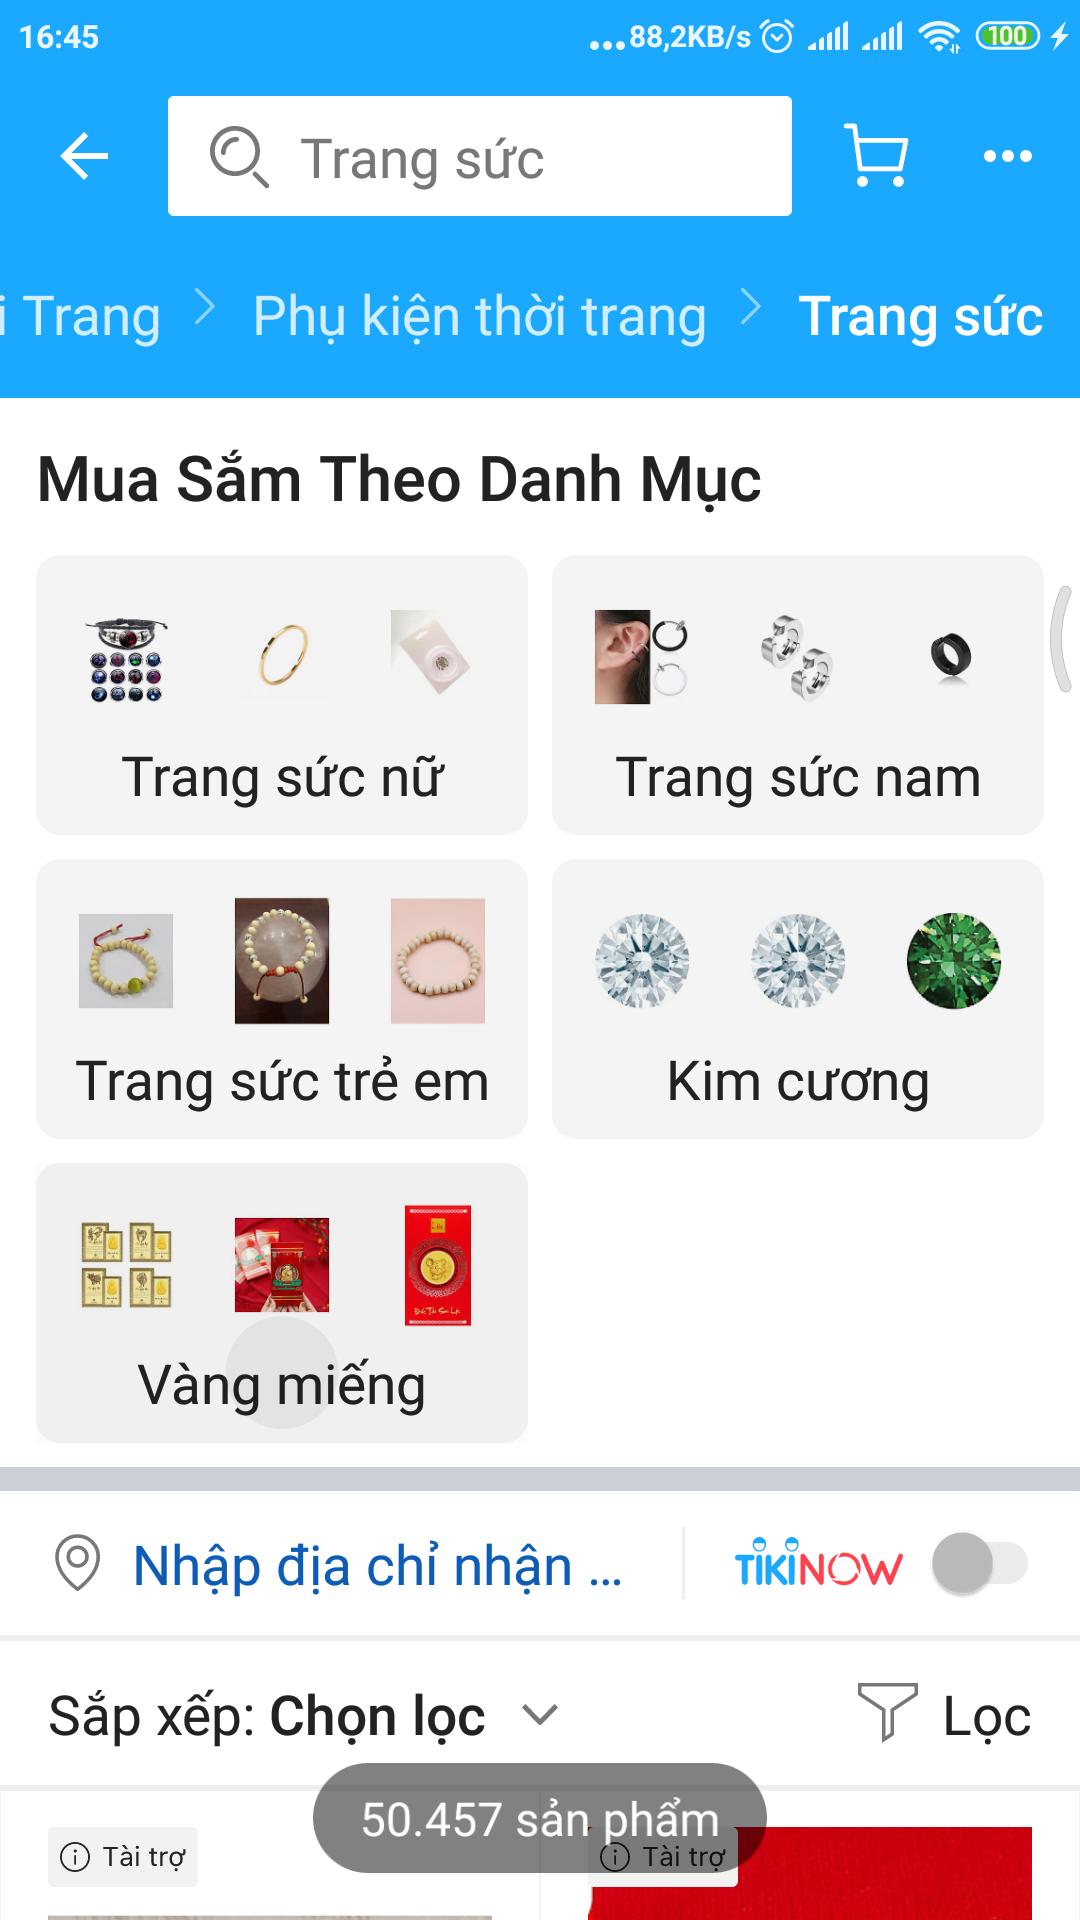 16:45
...88,2KB/s
100
Trang sức
i Trang
Phụ kiện thời trang
Trang sức
Mua Sắm Theo Danh Mục
Trang sức nữ
Trang sức nam
Trang sức trẻ em
Kim cương
Vàng miếng
Nhập địa chỉ nhận ...
TIKINOW
Sắp xếp: Chọn lọc
Lọc
50.457 sản phẩm
Tài trợ
Tài trợ